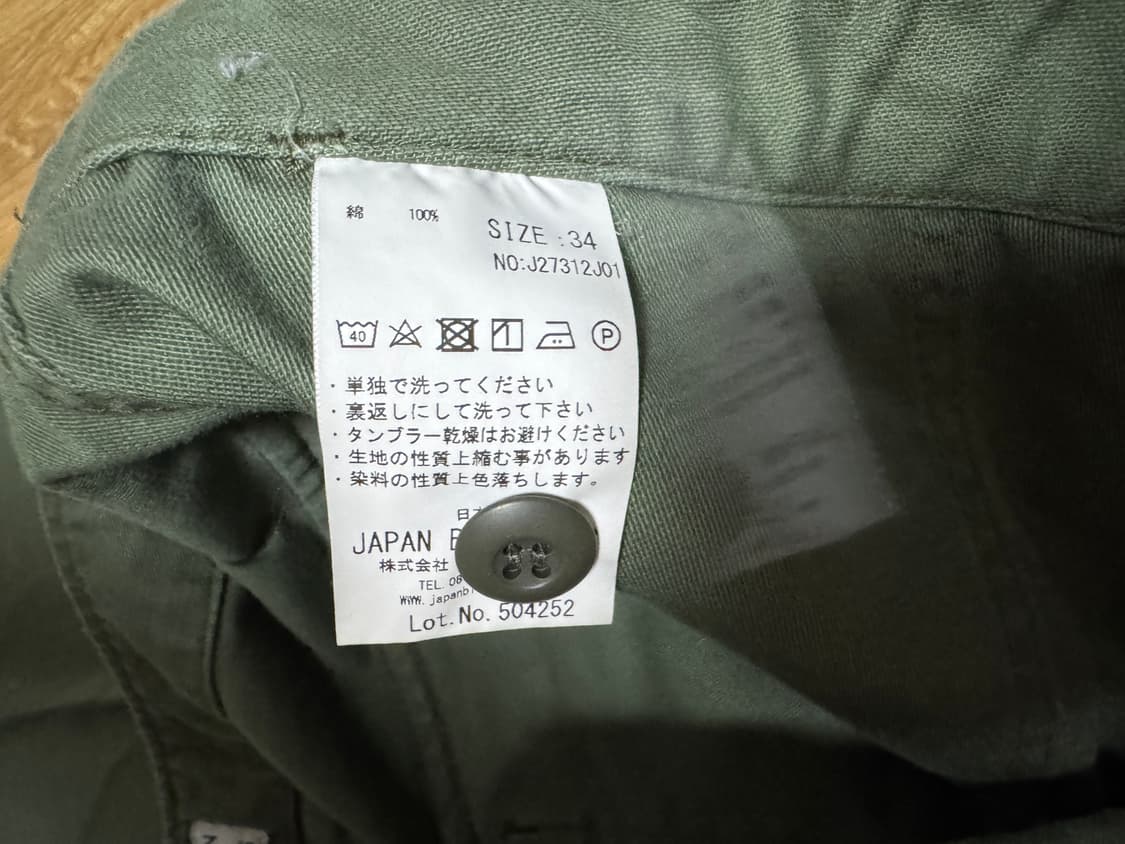 綿 100%
SIZE : 34
NO:J27312J01
40 P
・単独で洗ってください
・裏返しにして洗って下さい
・タンブラー乾燥はお避けください
・生地の性質上縮む事があります
・染料の性質上色落ちします。
日
JAPAN
株式会社
TEL. 06
Lot.No. 504252